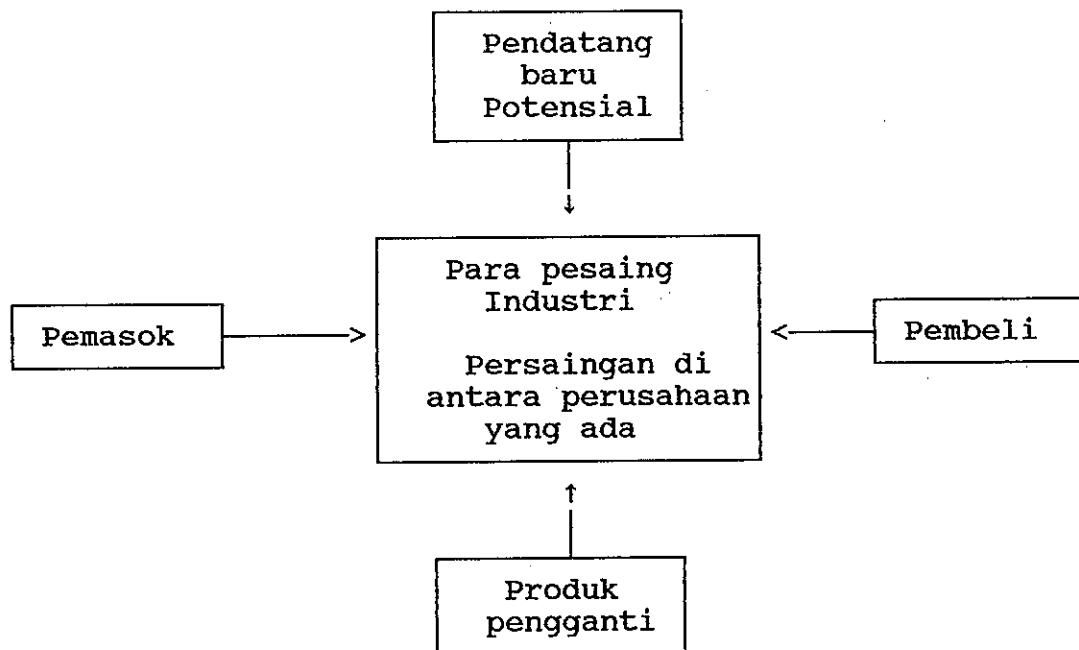 Pendatang
baru
Potensial
Para pesaing
Industri
Pemasok
Pembeli
Persaingan di
antara perusahaan
yang ada
Produk
pengganti